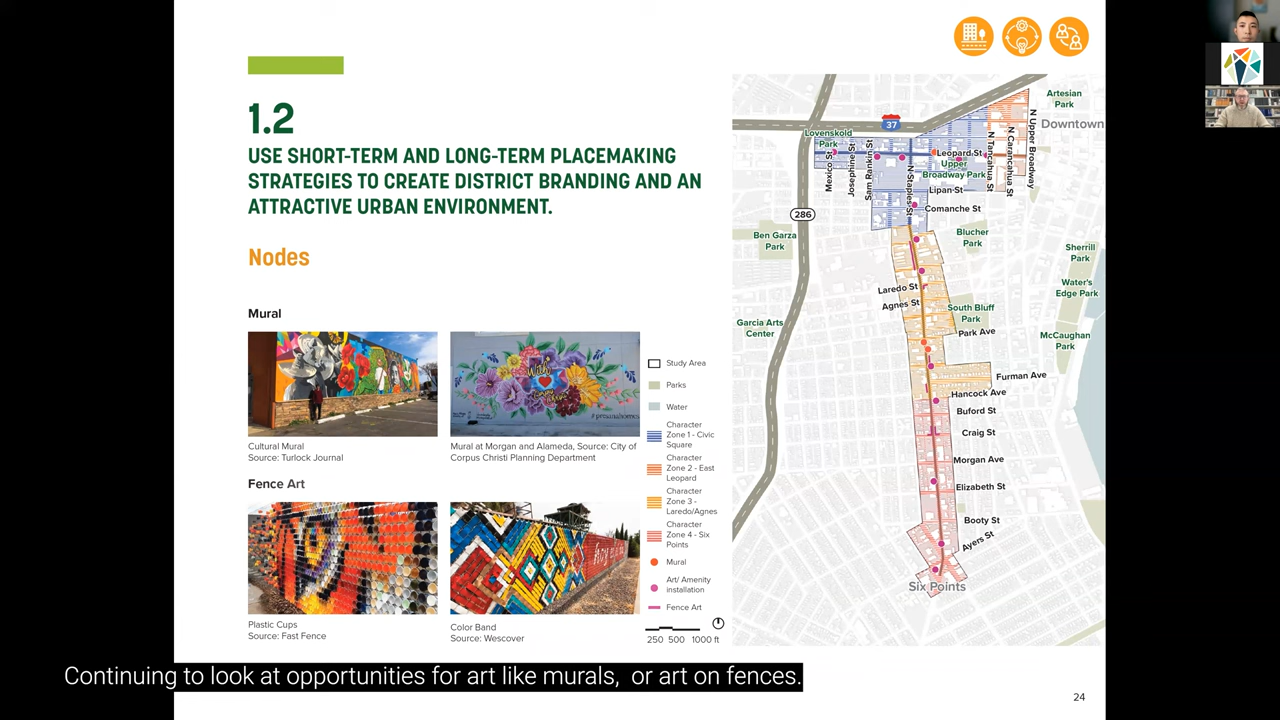 1.2
USE SHORT-TERM AND LONG-TERM PLACEMAKING
STRATEGIES TO CREATE DISTRICT BRANDING AND AN
ATTRACTIVE URBAN ENVIRONMENT.
Nodes
Mural
Cultural Mural
Source: Turlock Journal
Mural at Morgan and Alameda, Source: City of
Corpus Christi Planning Department
Fence Art
Plastic Cups
Source: Fast Fence
Color Band
Source: Wescover
Study Area
Parks
Water
Character
Zone 1 - Civic
Square
Character
Zone 2 - East
Leopard
Character
Zone 3 -
Laredo/Agnes
Character
Zone 4 - Six
Points
Mural
Art/ Amenity
installation
Fence Art
250 500 1000 ft
Artesian
Park
Downtown
37
Lovenskold
Park
Mexico St
Josephine St
Sam Rankin St
N Staples St
Leopard St
Upper
Broadway Park
N Tancahua St
N Carancahua St
N Upper Broadway
Lipan St
Comanche St
286
Ben Garza
Park
Blucher
Park
Sherrill
Park
Water's
Edge Park
Laredo St
Agnes St
South Bluff
Park
Park Ave
Garcia Arts
Center
McCaughan
Park
Furman Ave
Hancock Ave
Buford St
Craig St
Morgan Ave
Elizabeth St
Booty St
Ayers St
Six Points
Continuing to look at opportunities for art like murals, or art on fences.
24